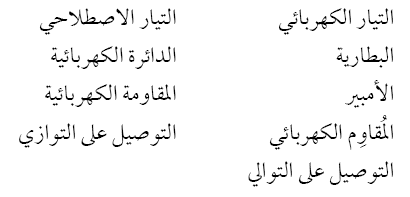 التيار الكهربائي
البطارية
الأمبير
المُقاوِم الكهربائي
التوصيل على التوالي
التيار الاصطلاحي
الدائرة الكهربائية
المقاومة الكهربائية
التوصيل على التوازي